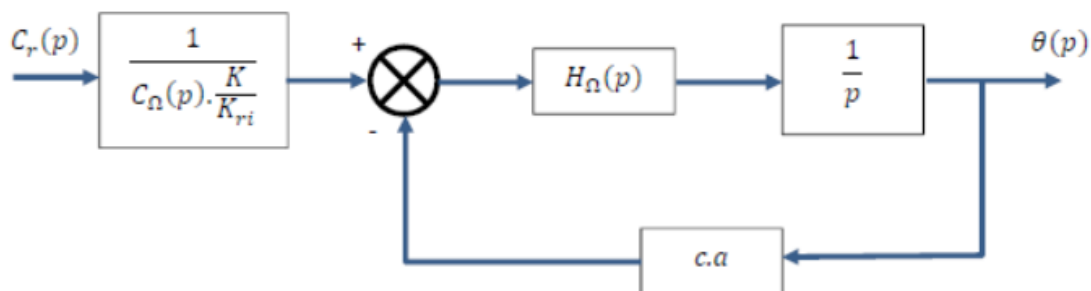 C_r(p)
1
C_Ω(p).K
K_ri
+
-
H_Ω(p)
1
p
θ(p)
c.a